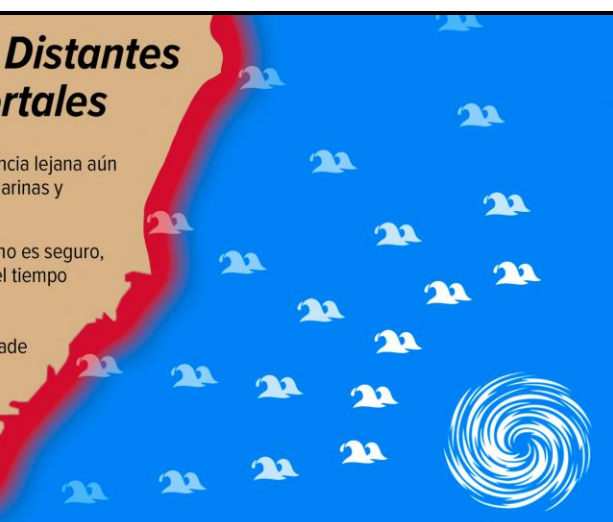 Distantes
rtales
ncia lejana aún
arinas y
no es seguro,
el tiempo
ade